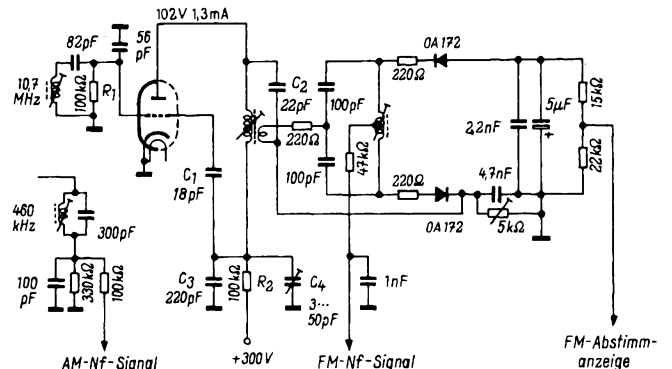 102V 1,3mA
82pF
56 pF
10,7 MHz
100kΩ
R1
C2
22pF
220Ω
100pF
100pF
47kΩ
220Ω
OA172
220Ω
OA172
2,2nF
5µF
+
15kΩ
22kΩ
4,7nF
5kΩ
C1
18pF
460 kHz
300pF
100 pF
330kΩ
100kΩ
C3
220pF
100kΩ
R2
C4
3... 50pF
1nF
+300V
AM-Nf-Signal
FM-Nf-Signal
FM-Abstimm-
anzeige